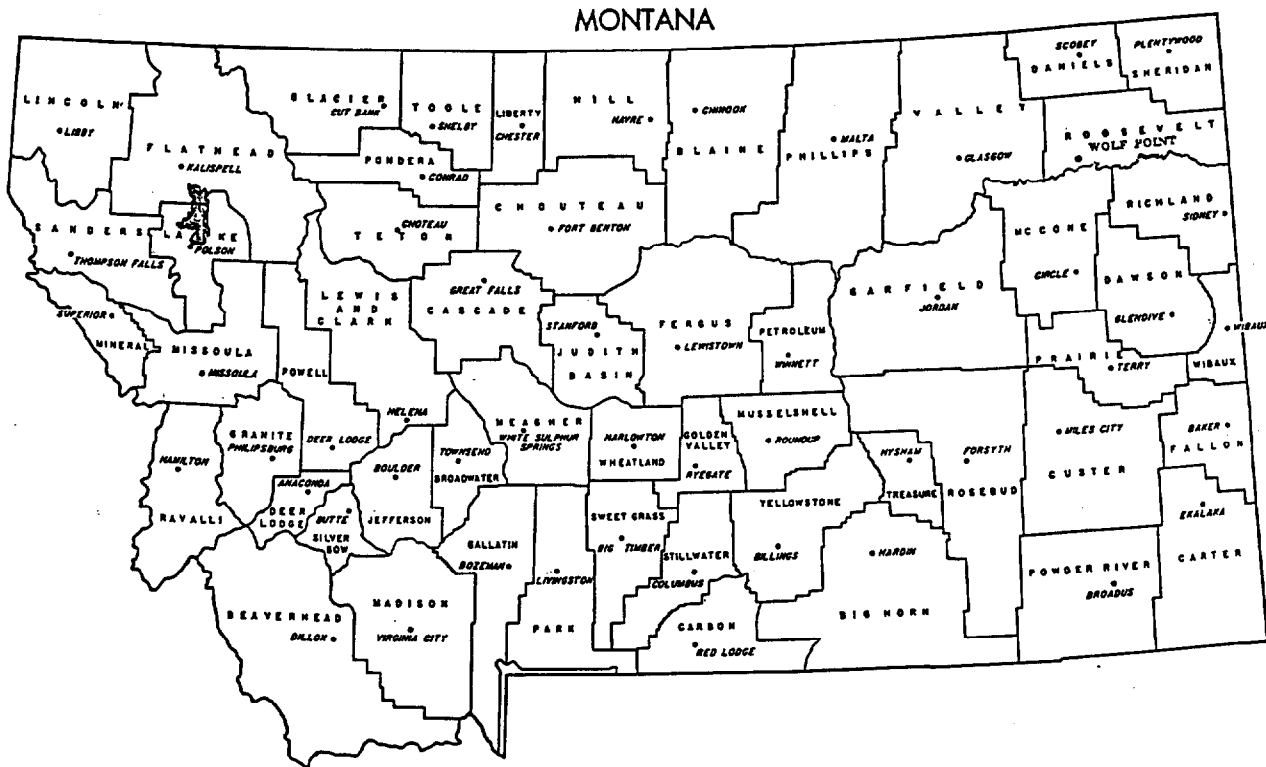 MONTANA
LINCOLN
LIBBY
FLATHEAD
KALISPELL
GLACIER
CUT BANK
TOOLE
SHELBY
LIBERTY
CHESTER
HILL
HAVRE
CHINOOK
BLAINE
MALTA
PHILLIPS
VALLEY
GLASGOW
SCOBEY
DANIELS
PLENTYWOOD
SHERIDAN
ROOSEVELT
WOLF POINT
PONDERA
CONRAD
CHOTEAU
TETON
CHOUTEAU
FORT BENTON
SANDERS
THOMPSON FALLS
LAKE
POLSON
RICHLAND
SIDNEY
MCCONE
CIRCLE
DAWSON
GLENDIVE
GARFIELD
JORDAN
LEWIS
AND
CLARK
GREAT FALLS
CASCADE
STANFORD
JUDITH
BASIN
FERGUS
LEWISTOWN
PETROLEUM
WINNETT
SUPERIOR
MINERAL
MISSOULA
MISSOULA
POWELL
PRAIRIE
TERRY
WIBAUX
WIBAUX
HELENA
MEAGHER
WHITE SULPHUR
SPRINGS
HARLOWTON
WHEATLAND
GOLDEN
VALLEY
RYEGATE
MUSSELSHELL
ROUNDUP
GRANITE
PHILIPSBURG
DEER LODGE
HAMILTON
RAVALLI
ANACONDA
DEER
LODGE
BUTTE
SILVER
BOW
BOULDER
JEFFERSON
TOWNSEND
BROADWATER
HYSHAM
TREASURE
FORSYTH
ROSEBUD
MILES CITY
CUSTER
BAKER
FALLON
EKALAKA
CARTER
GALLATIN
BOZEMAN
LIVINGSTON
PARK
SWEET GRASS
BIG TIMBER
STILLWATER
COLUMBUS
YELLOWSTONE
BILLINGS
HARDIN
BIG HORN
POWDER RIVER
BROADUS
CARBON
RED LODGE
BEAVERHEAD
DILLON
MADISON
VIRGINIA CITY